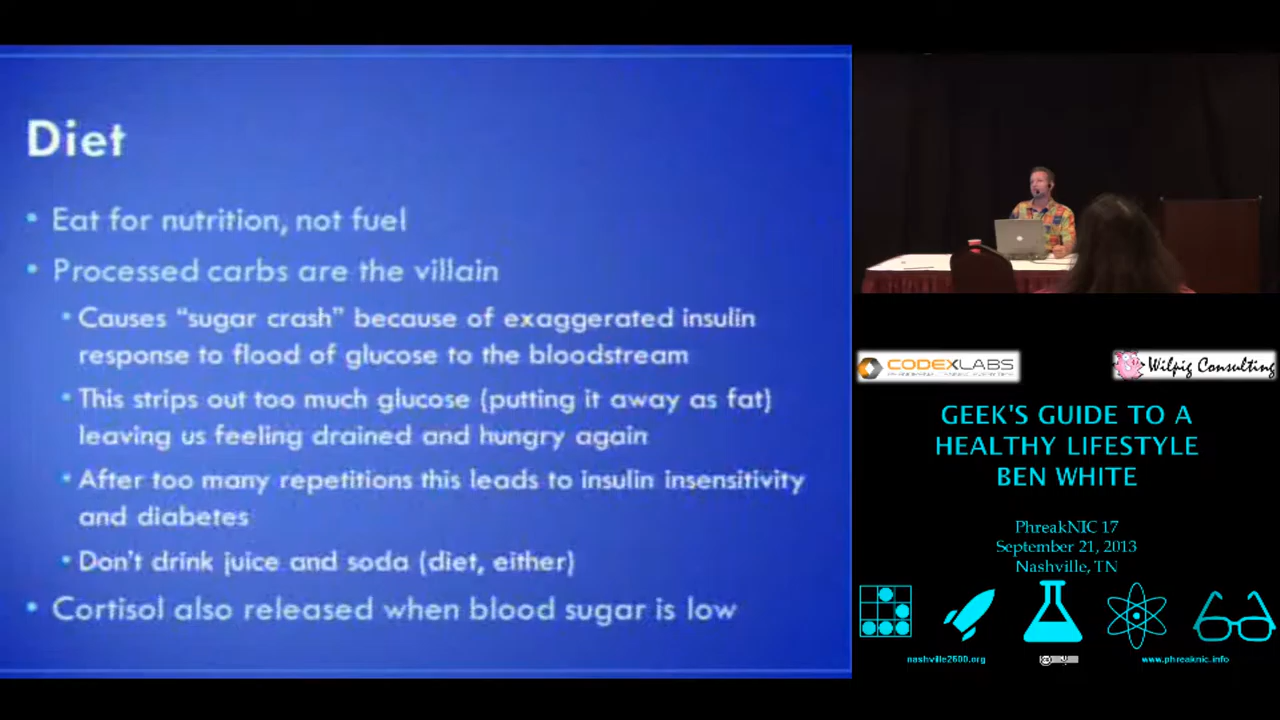 Diet
• Eat for nutrition, not fuel
• Processed carbs are the villain
• Causes “sugar crash” because of exaggerated insulin
response to flood of glucose to the bloodstream
• This strips out too much glucose (putting it away as fat)
leaving us feeling drained and hungry again
• After too many repetitions this leads to insulin insensitivity
and diabetes
• Don't drink juice and soda (diet, either)
• Cortisol also released when blood sugar is low
CODEXLABS
Wilpig Consulting
GEEK'S GUIDE TO A
HEALTHY LIFESTYLE
BEN WHITE
PhreakNIC 17
September 21, 2013
Nashville, TN
nashville2600.org
www.phreaknic.info